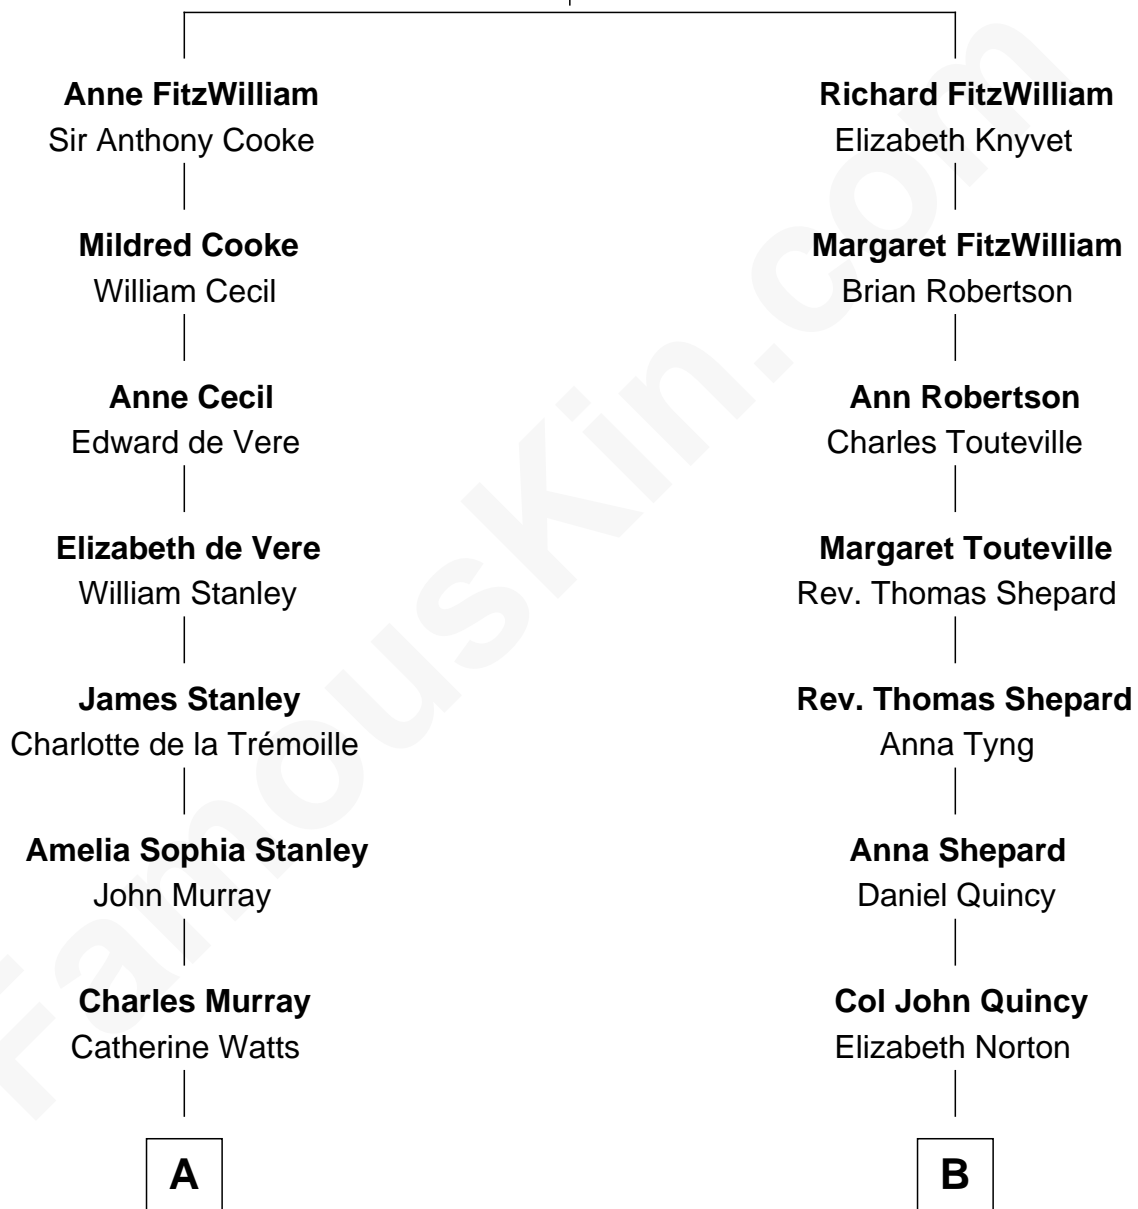 Anne FitzWilliam
Sir Anthony Cooke
Mildred Cooke
William Cecil
Anne Cecil
Edward de Vere
Elizabeth de Vere
William Stanley
James Stanley
Charlotte de la Trémoille
Amelia Sophia Stanley
John Murray
Charles Murray
Catherine Watts
A
Richard FitzWilliam
Elizabeth Knyvet
Margaret FitzWilliam
Brian Robertson
Ann Robertson
Charles Touteville
Margaret Touteville
Rev. Thomas Shepard
Rev. Thomas Shepard
Anna Tyng
Anna Shepard
Daniel Quincy
Col John Quincy
Elizabeth Norton
B
FamousKin.com